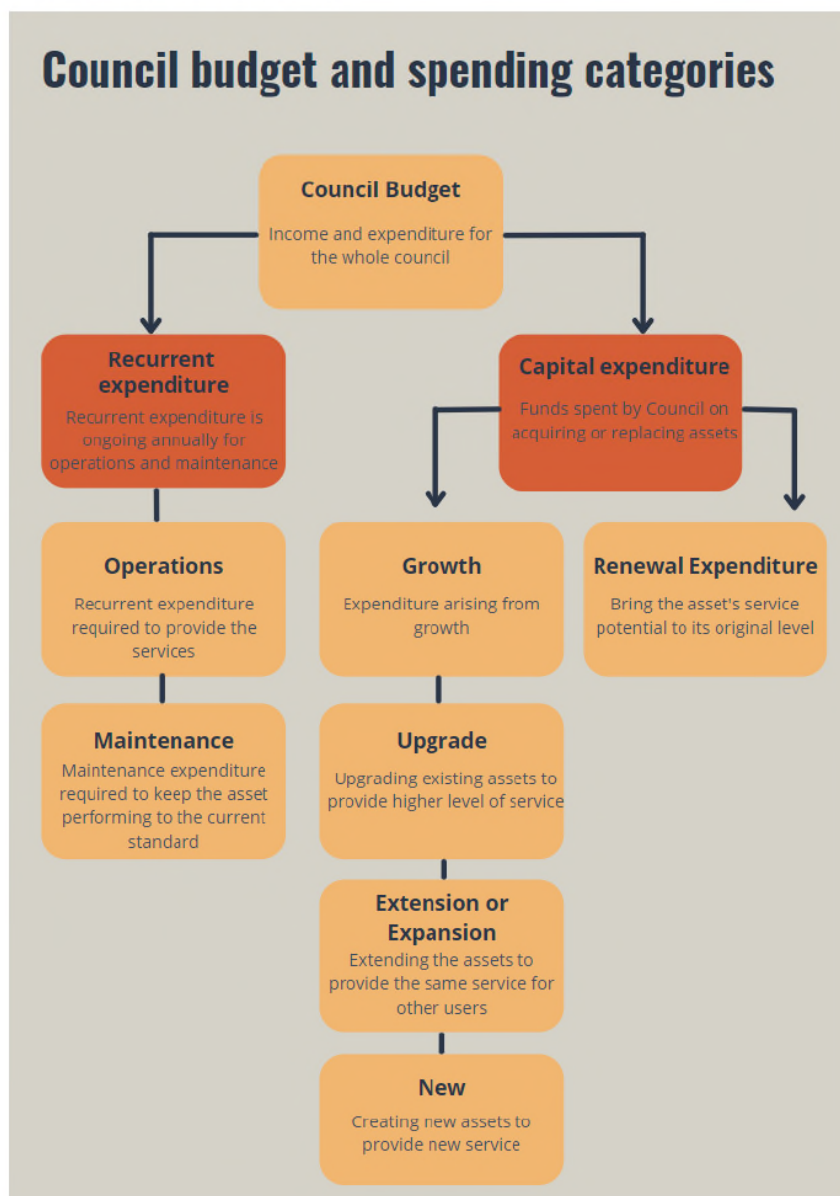 Council budget and spending categories
Council Budget
Income and expenditure for
the whole council
Recurrent
expenditure
Recurrent expenditure is
ongoing annually for
operations and maintenance
Capital expenditure
Funds spent by Council on
acquiring or replacing assets
Operations
Recurrent expenditure
required to provide the
services
Growth
Expenditure arising from
growth
Renewal Expenditure
Bring the asset's service
potential to its original level
Maintenance
Maintenance expenditure
required to keep the asset
performing to the current
standard
Upgrade
Upgrading existing assets to
provide higher level of service
Extension or
Expansion
Extending the assets to
provide the same service for
other users
New
Creating new assets to
provide new service